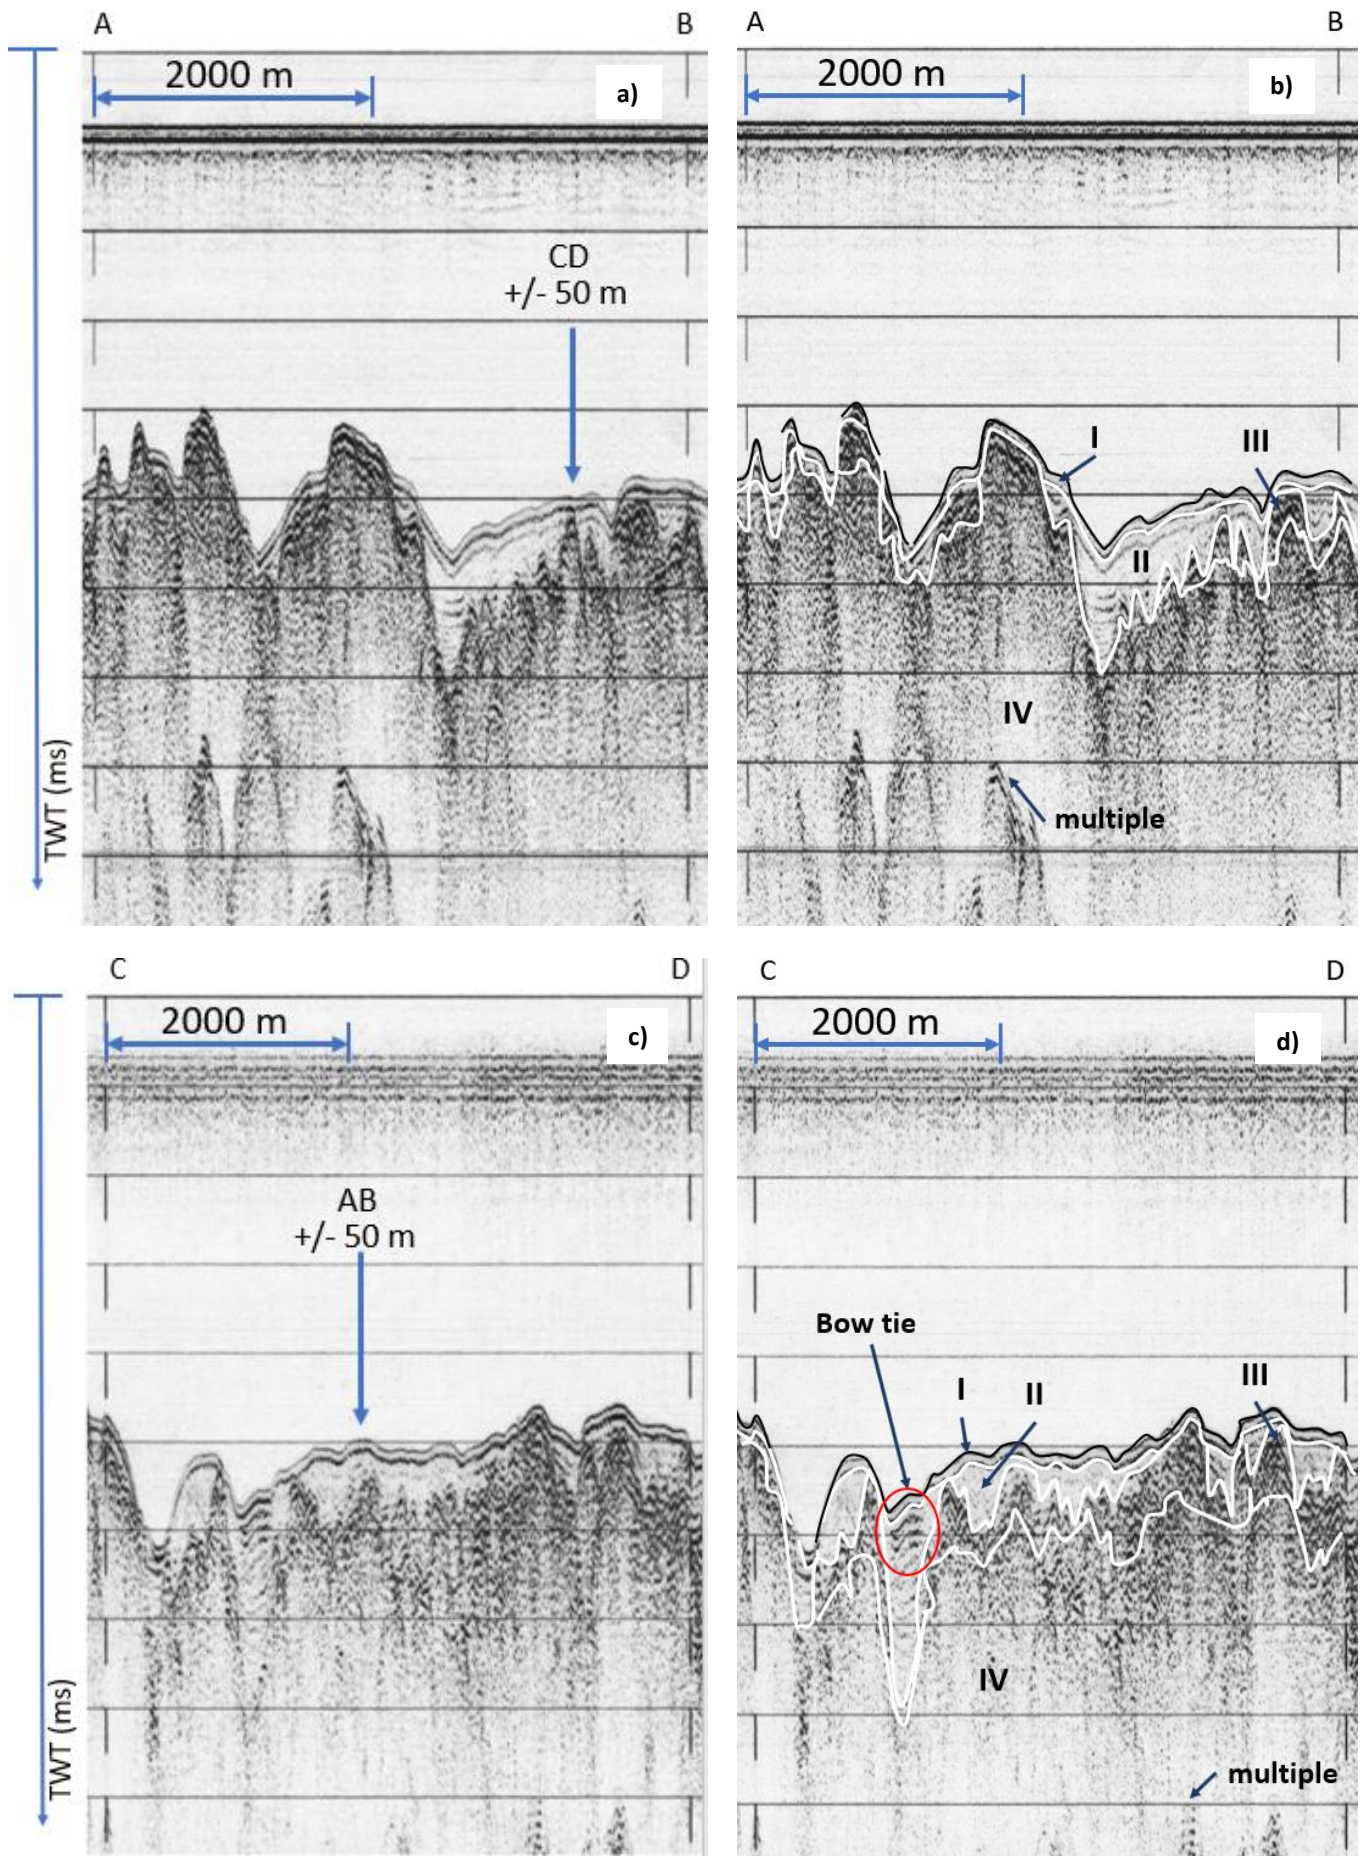 A
B
2000 m
a)
CD
+/- 50 m
TWT (ms)
A
B
2000 m
b)
I
III
II
IV
multiple
C
D
2000 m
c)
AB
+/- 50 m
TWT (ms)
C
D
2000 m
d)
Bow tie
I
II
III
IV
multiple